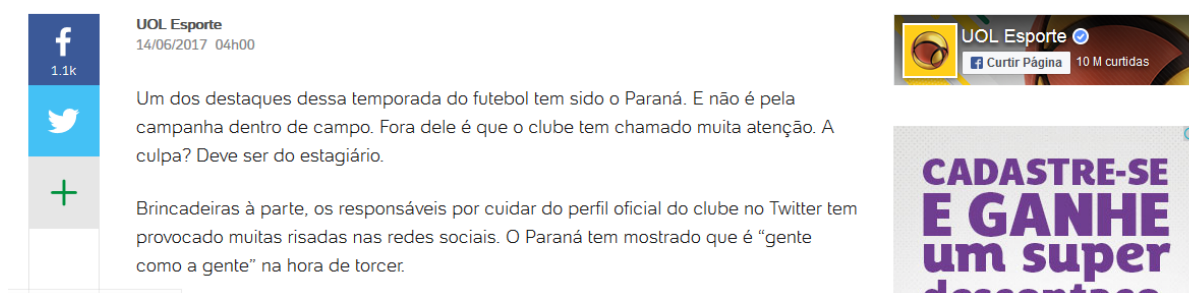 UOL Esporte
14/06/2017 04h00
1.1k
Um dos destaques dessa temporada do futebol tem sido o Paraná. E não é pela
campanha dentro de campo. Fora dele é que o clube tem chamado muita atenção. A
culpa? Deve ser do estagiário.
Brincadeiras à parte, os responsáveis por cuidar do perfil oficial do clube no Twitter tem
provocado muitas risadas nas redes sociais. O Paraná tem mostrado que é “gente
como a gente” na hora de torcer.
UOL Esporte
Curtir Página 10 M curtidas
CADASTRE-SE
E GANHE
um super
descontaço